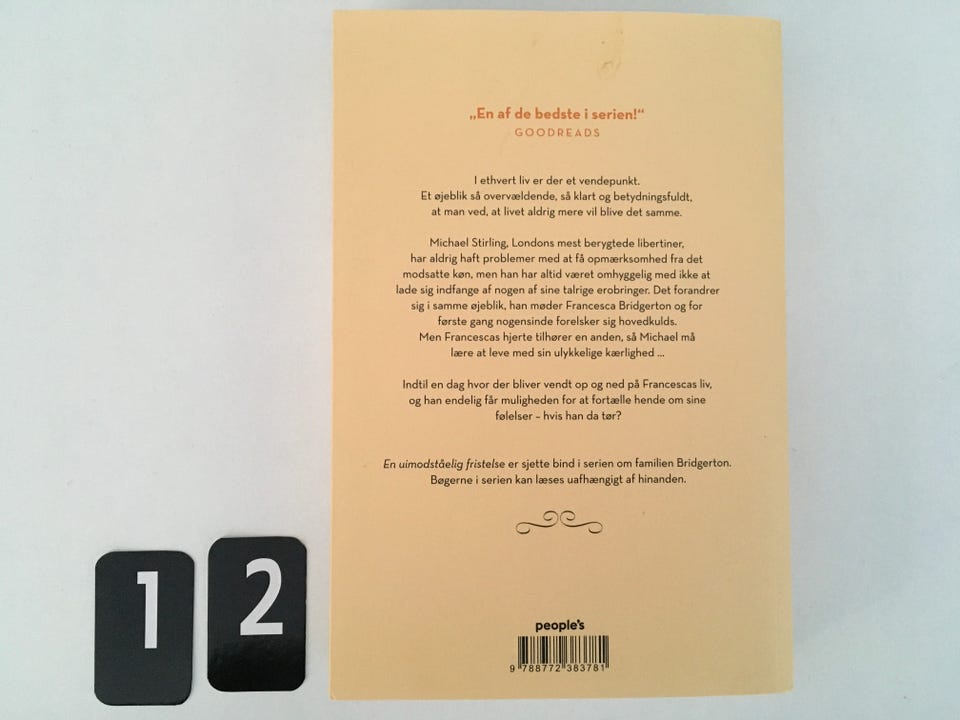 „En af de bedste i serien!“
GOODREADS
I ethvert liv er der et vendepunkt.
Et øjeblik så overvældende, så klart og betydningsfuldt,
at man ved, at livet aldrig mere vil blive det samme.
Michael Stirling, Londons mest berygtede libertiner,
har aldrig haft problemer med at få opmærksomhed fra det
modsatte køn, men han har altid været omhyggelig med ikke at
lade sig indfange af nogen af sine talrige erobringer. Det forandrer
sig i samme øjeblik, han møder Francesca Bridgerton og for
første gang nogensinde forelsker sig hovedkulds.
Men Francescas hjerte tilhører en anden, så Michael må
lære at leve med sin ulykkelige kærlighed ...
Indtil en dag hvor der bliver vendt op og ned på Francescas liv,
og han endelig får muligheden for at fortælle hende om sine
følelser – hvis han da tør?
En uimodståelig fristelse er sjette bind i serien om familien Bridgerton.
Bøgerne i serien kan læses uafhængigt af hinanden.
people's
9 788772 383781
1 2